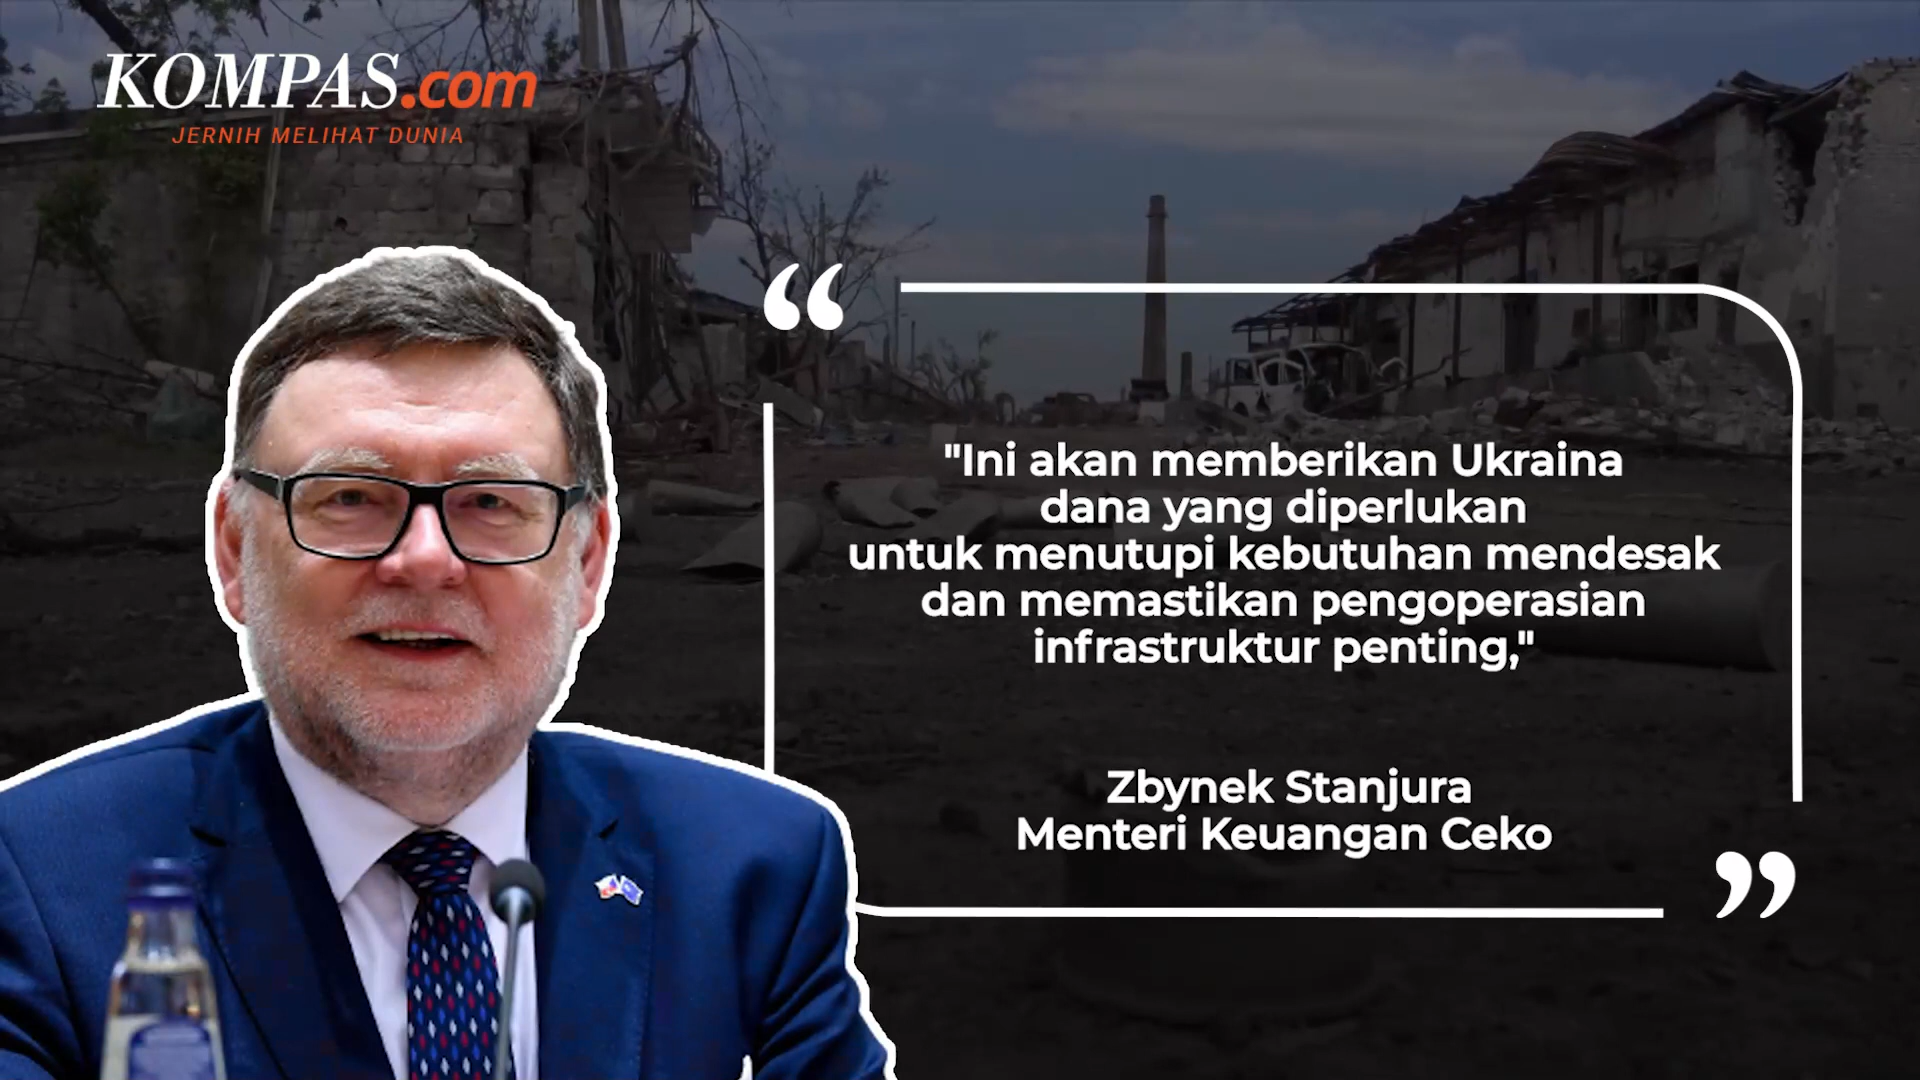 KOMPAS.com
JERNIH MELIHAT DUNIA
"Ini akan memberikan Ukraina
dana yang diperlukan
untuk menutupi kebutuhan mendesak
dan memastikan pengoperasian
infrastruktur penting,"
Zbynek Stanjura
Menteri Keuangan Ceko